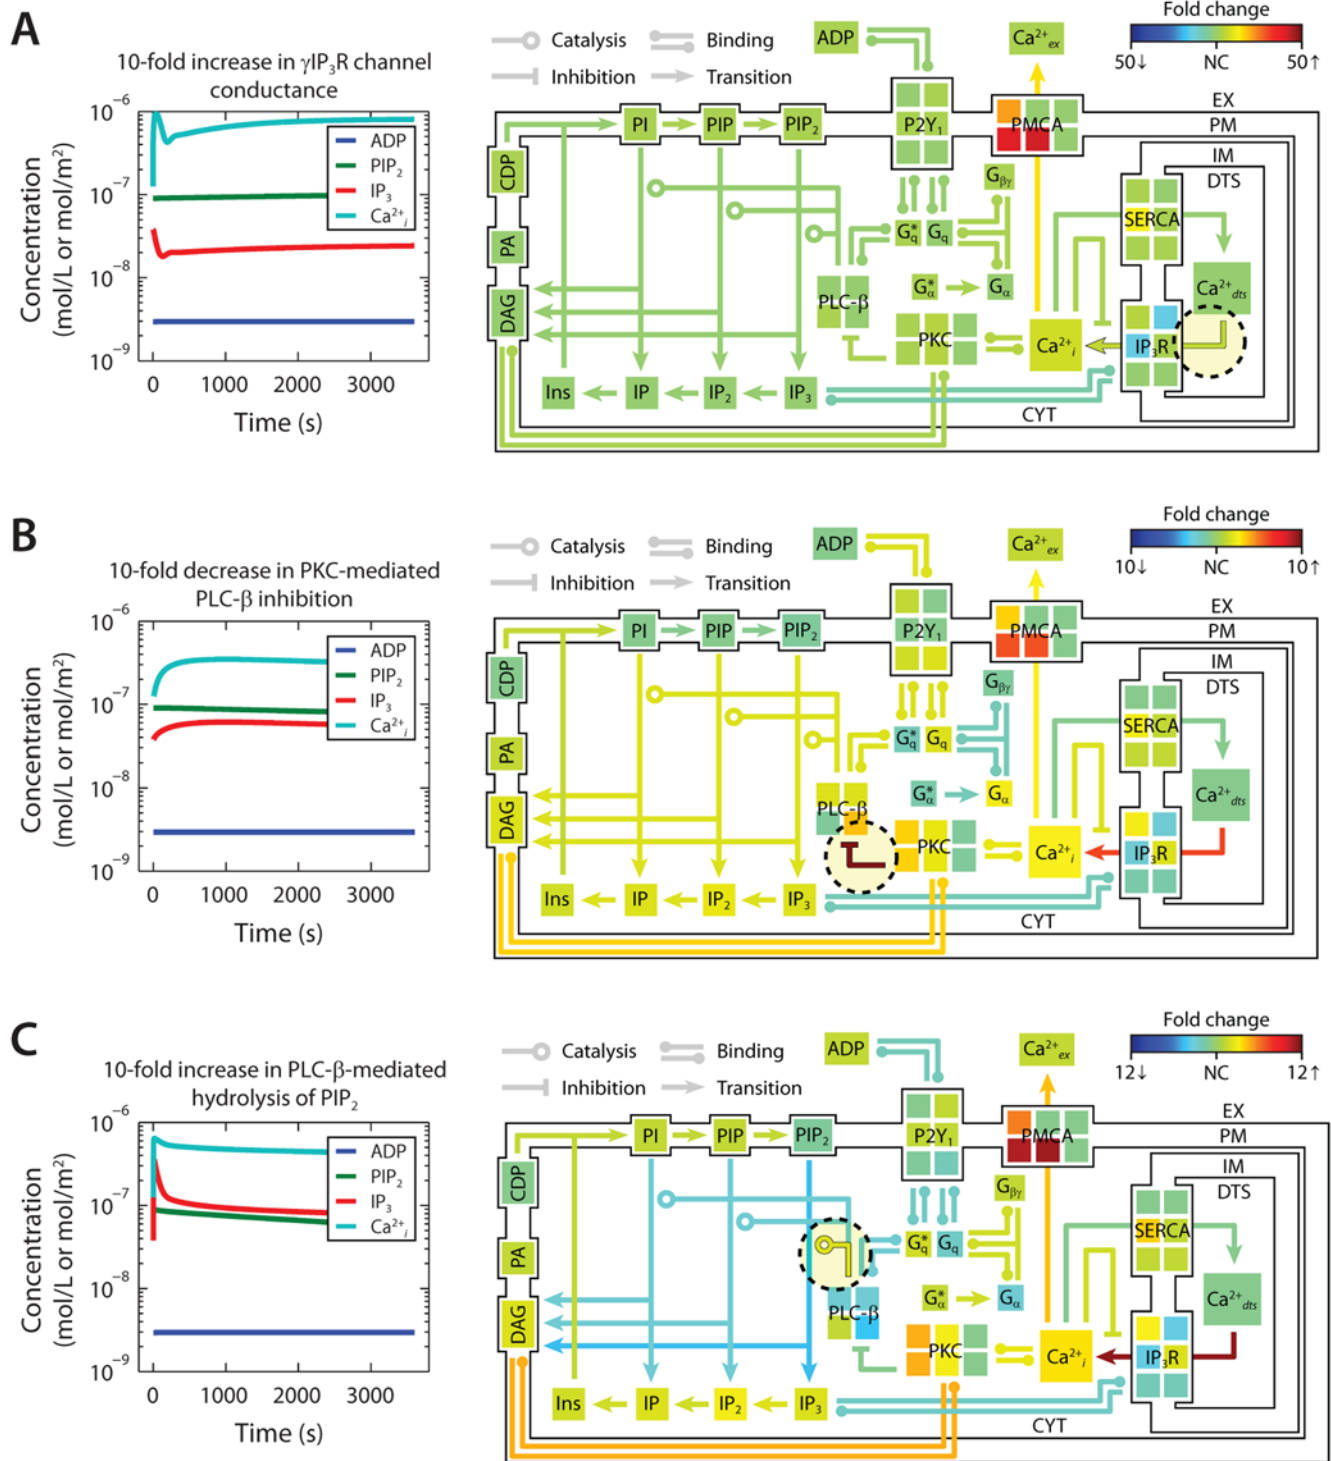 A
10-fold increase in γIP3R channel
conductance
Concentration
(mol/L or mol/m²)
10⁻⁶
10⁻⁷
10⁻⁸
10⁻⁹
ADP
PIP2
IP3
Ca²⁺i
0 1000 2000 3000
Time (s)
Catalysis Binding
Inhibition Transition
ADP
Ca²⁺ex
Fold change
50↓ NC 50↑
EX
PM
IM
DTS
PI PIP PIP2 P2Y1 PMCA
CDP
PA
DAG
Gβγ
Gq* Gq
Gα* Gα
SERCA
Ca²⁺dts
PLC-β
PKC
Ca²⁺i
IP3R
Ins IP IP2 IP3
CYT
B
10-fold decrease in PKC-mediated
PLC-β inhibition
Concentration
(mol/L or mol/m²)
10⁻⁶
10⁻⁷
10⁻⁸
10⁻⁹
ADP
PIP2
IP3
Ca²⁺i
0 1000 2000 3000
Time (s)
Catalysis Binding
Inhibition Transition
ADP
Ca²⁺ex
Fold change
10↓ NC 10↑
EX
PM
IM
DTS
PI PIP PIP2 P2Y1 PMCA
CDP
PA
DAG
Gβγ
Gq* Gq
Gα* Gα
SERCA
Ca²⁺dts
PLC-β
PKC
Ca²⁺i
IP3R
Ins IP IP2 IP3
CYT
C
10-fold increase in PLC-β-mediated
hydrolysis of PIP2
Concentration
(mol/L or mol/m²)
10⁻⁶
10⁻⁷
10⁻⁸
10⁻⁹
ADP
PIP2
IP3
Ca²⁺i
0 1000 2000 3000
Time (s)
Catalysis Binding
Inhibition Transition
ADP
Ca²⁺ex
Fold change
12↓ NC 12↑
EX
PM
IM
DTS
PI PIP PIP2 P2Y1 PMCA
CDP
PA
DAG
Gβγ
Gq* Gq
Gα* Gα
SERCA
Ca²⁺dts
PLC-β
PKC
Ca²⁺i
IP3R
Ins IP IP2 IP3
CYT